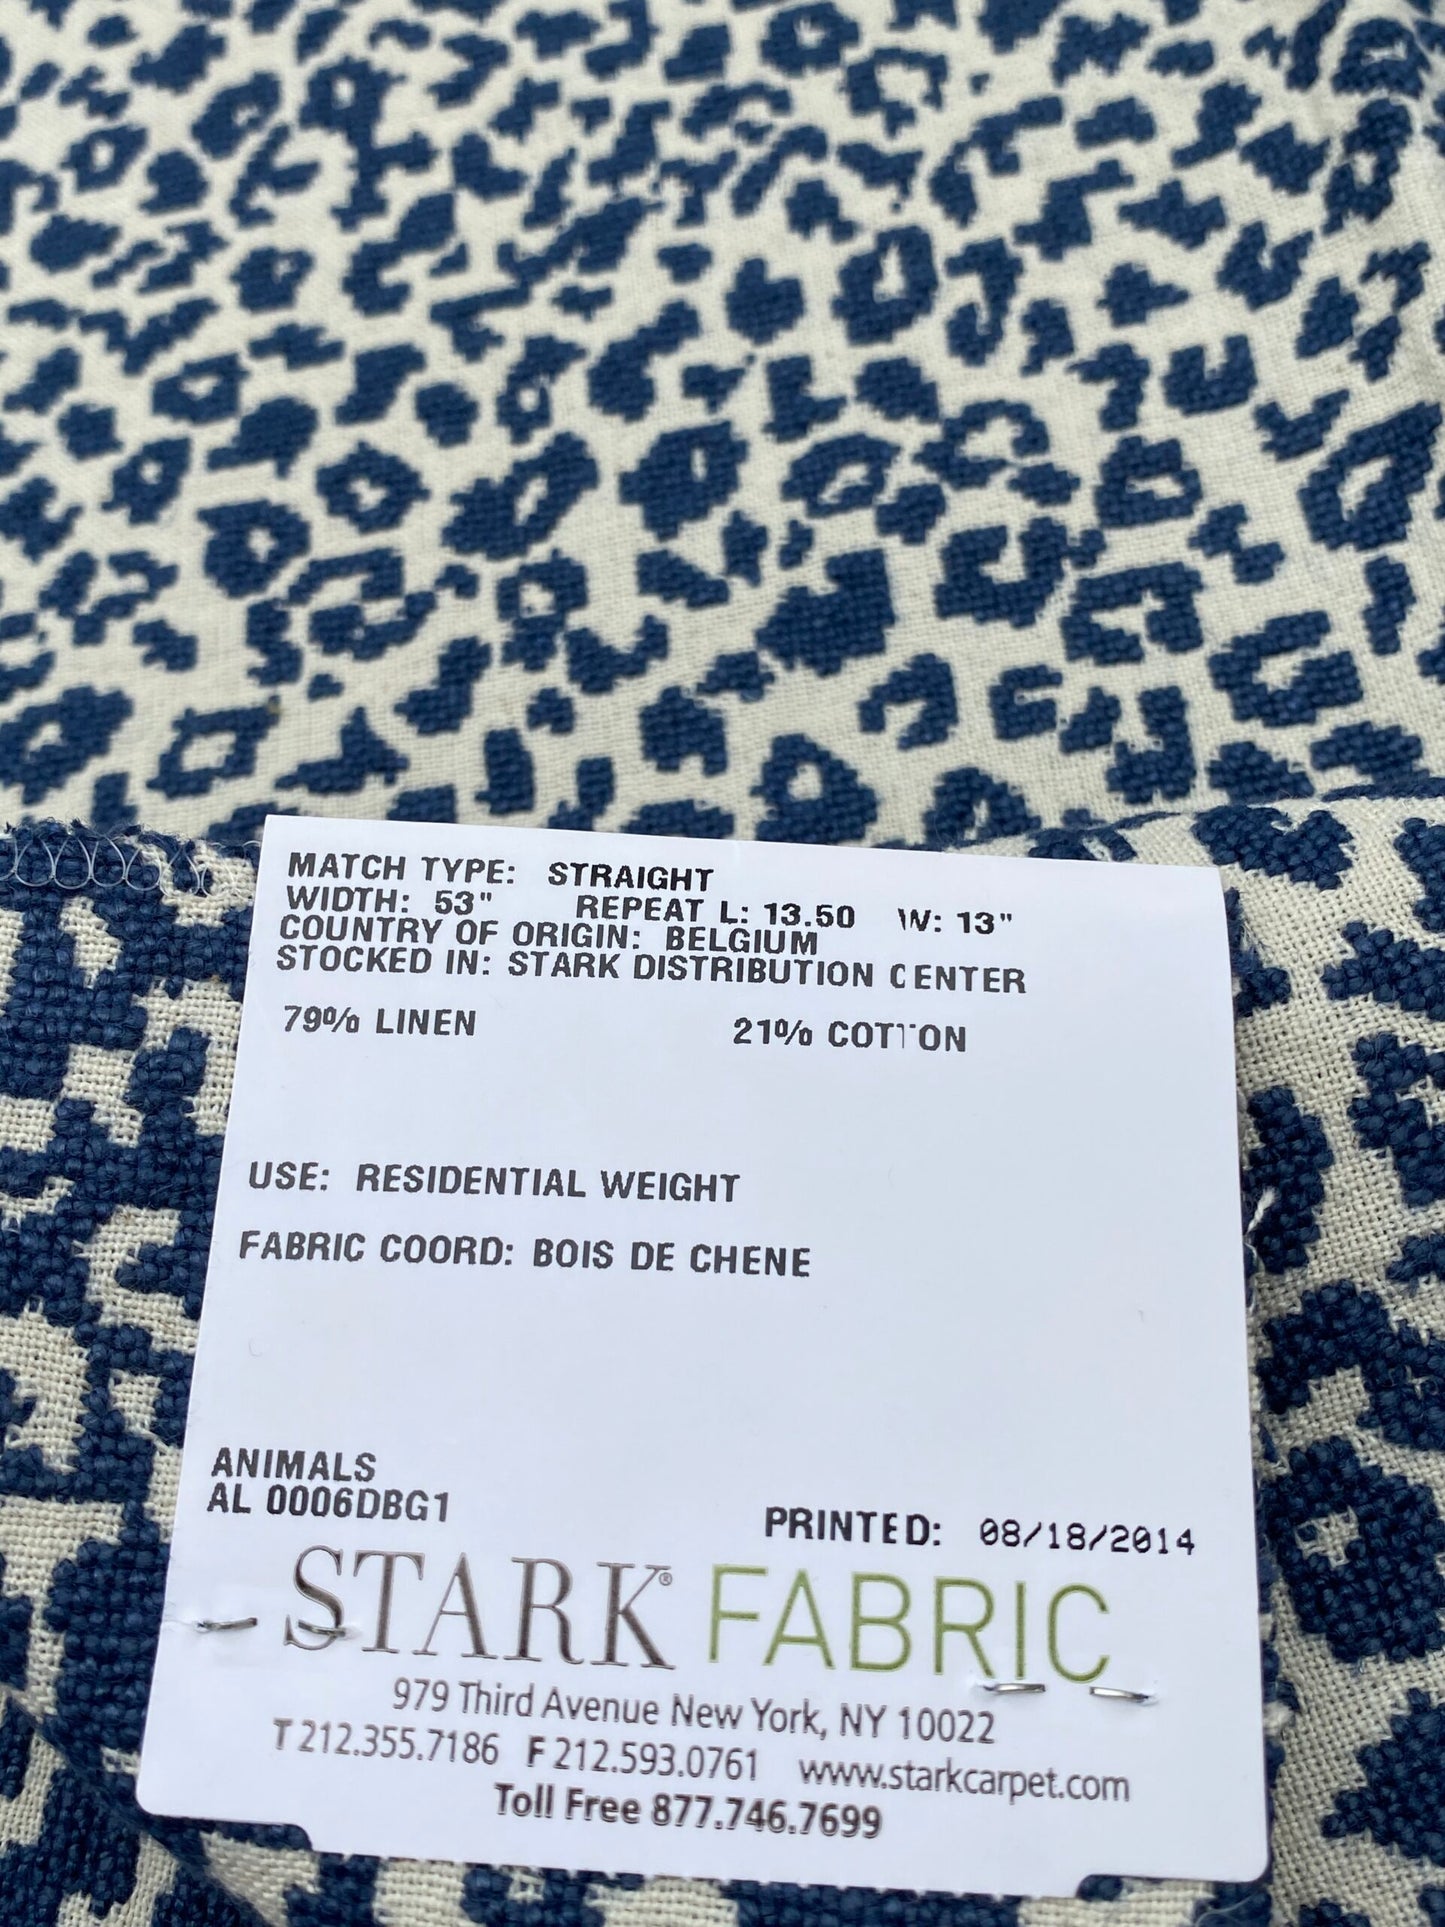 MATCH TYPE: STRAIGHT
WIDTH: 53" REPEAT L: 13.50 W: 13"
COUNTRY OF ORIGIN: BELGIUM
STOCKED IN: STARK DISTRIBUTION CENTER
79% LINEN 21% COTTON
USE: RESIDENTIAL WEIGHT
FABRIC COORD: BOIS DE CHENE
ANIMALS
AL 0006DBG1
PRINTED: 08/18/2014
STARK® FABRIC
979 Third Avenue New York, NY 10022
T 212.355.7186 F 212.593.0761 www.starkcarpet.com
Toll Free 877.746.7699